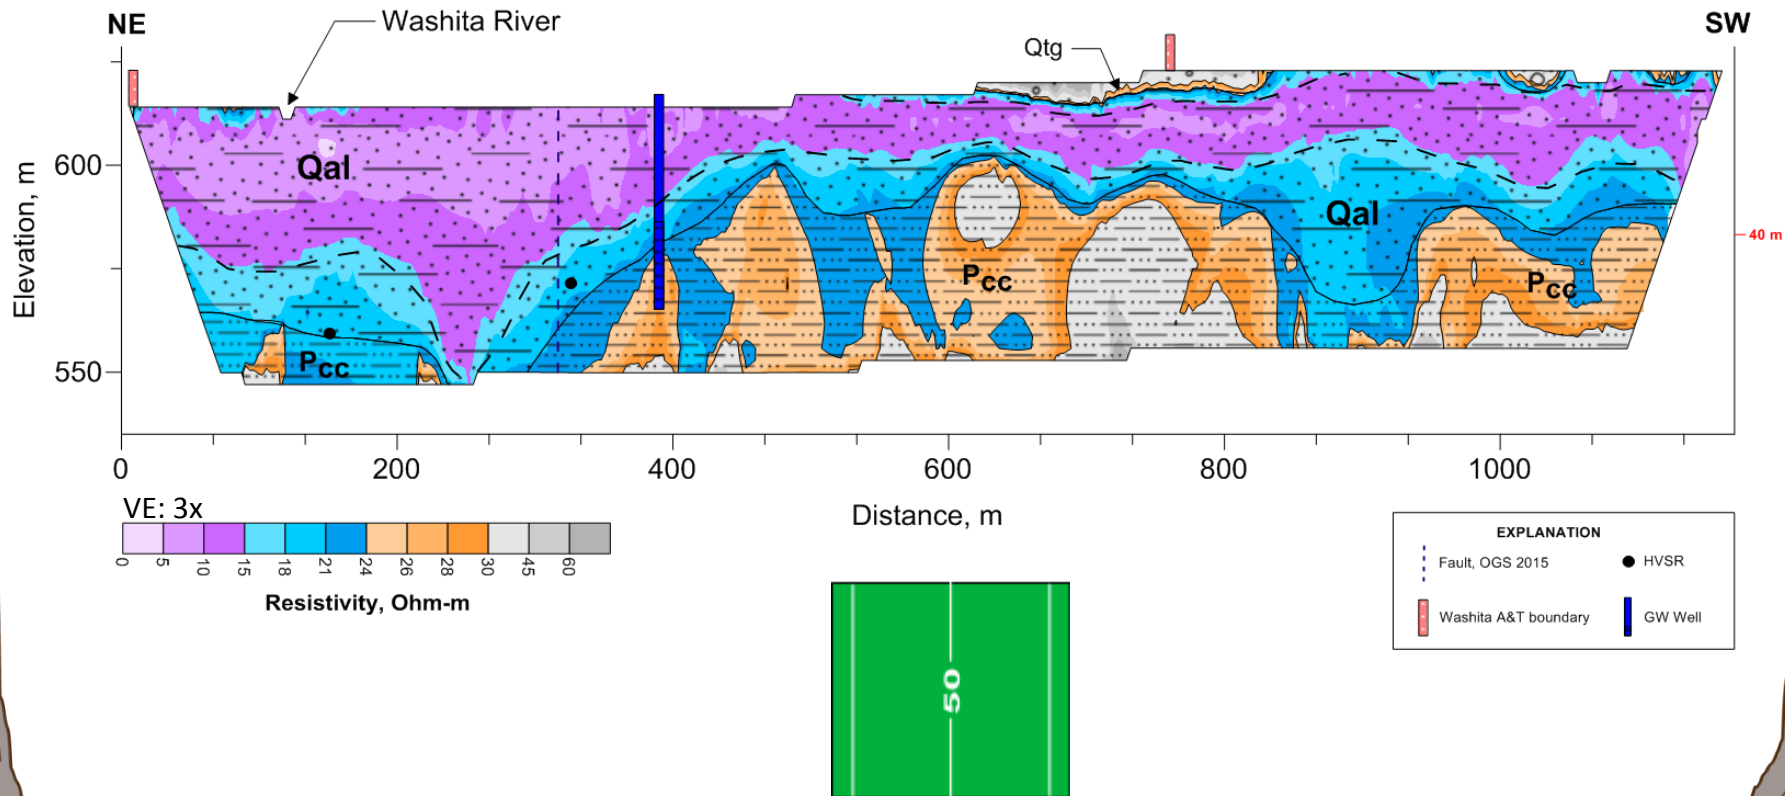 NE
Washita River
SW
Qtg
Qal
600
Elevation, m
Qal
40 m
Pcc
Pcc
Pcc
550
0
200
400
600
800
1000
VE: 3x
Distance, m
0
5
10
15
18
21
24
26
28
30
45
60
Resistivity, Ohm-m
EXPLANATION
Fault, OGS 2015
HVSR
Washita A&T boundary
GW Well
50